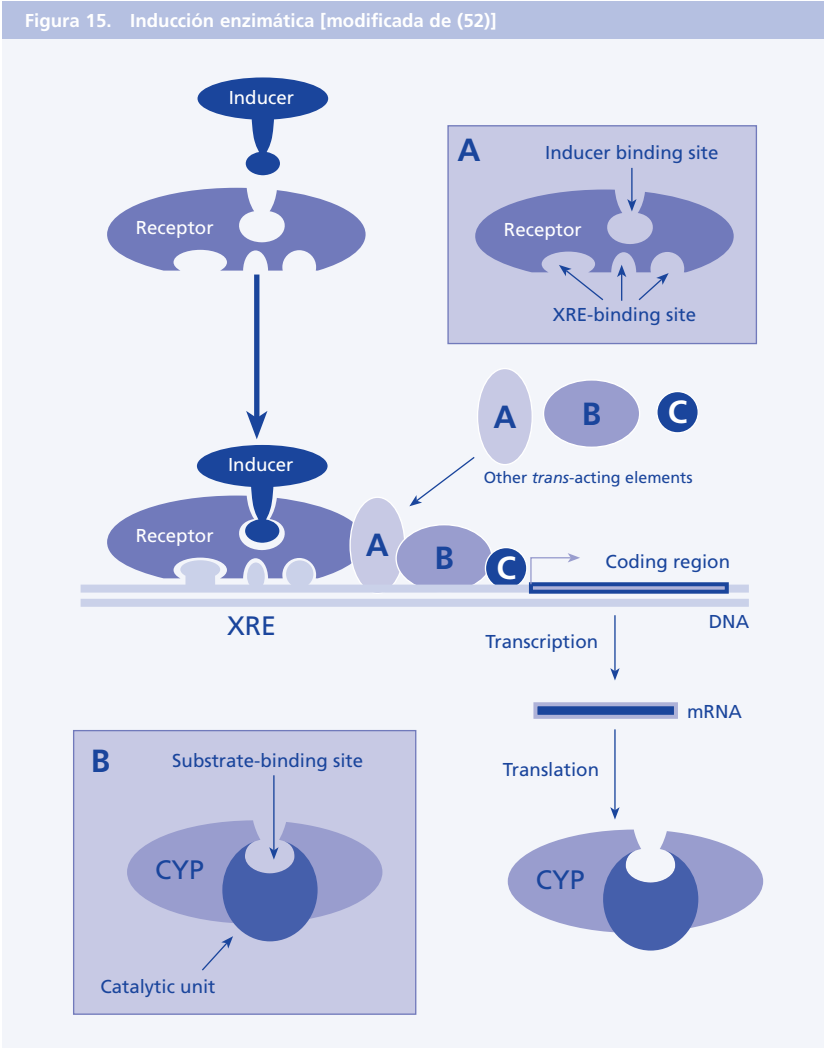 Figura 15. Inducción enzimática [modificada de (52)]
Inducer
Receptor
A
Inducer binding site
Receptor
XRE-binding site
A
B
C
Other trans-acting elements
Inducer
Receptor
A
B
C
Coding region
XRE
DNA
Transcription
mRNA
Translation
CYP
B
Substrate-binding site
CYP
Catalytic unit